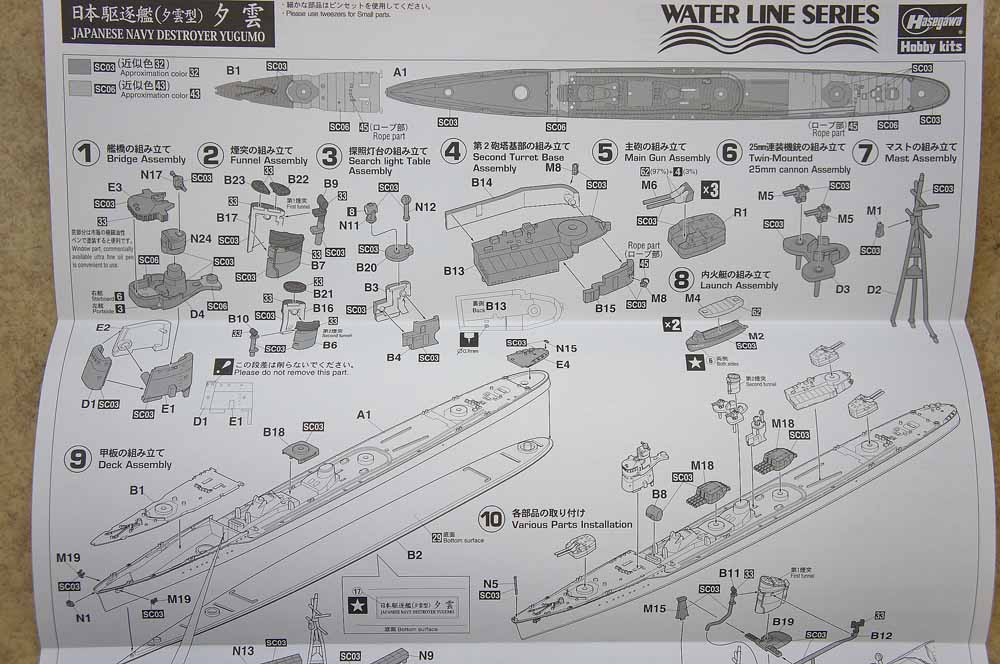 日本駆逐艦(夕雲型)夕雲
JAPANESE NAVY DESTROYER YUGUMO
・細かな部品はピンセットを使用してください。
・Please use tweezers for Small parts.
WATER LINE SERIES
Hasegawa
Hobby kits
SC03 (近似色32)
Approximation color 32
SC06 (近似色43)
Approximation color 43
B1
SC03
A1
SC03
SC06
45 (ロープ部)
Rope part
SC03
SC06
(ロープ部) 45
Rope part
SC06
SC03
1 艦橋の組み立て
Bridge Assembly
2 煙突の組み立て
Funnel Assembly
3 探照灯台の組み立て
Search light Table
Assembly
4 第2砲塔基部の組み立て
Second Turret Base
Assembly
5 主砲の組み立て
Main Gun Assembly
6 25mm連装機銃の組み立て
Twin-Mounted
25mm cannon Assembly
7 マストの組み立て
Mast Assembly
N17
SC03
E3
SC03
33
窓部分は市販の極細油性
ペンで塗装すると便利です。
Window part, commercially
available ultra fine oil pen
is convenient to use.
N24
SC03
SC06
SC03
右舷
Starboard 6
左舷
Portside 3
D4
SC06
E2
D1
SC03
SC03
E1
この段差は削らないでください。
Please do not remove this part.
D1
E1
33
B23
B22
第1煙突
First funnel
33
B17
SC03
B7
B9
33
SC03
33
33
B21
B16
33
B10
33
第2煙突
Second funnel
B6
SC03
8
N12
N11
SC03
B20
B3
SC03
B4
SC03
B14
M8
SC03
B13
SC03
Rope part
(ロープ部)
45
M8
SC03
B15
裏側
Back
B13
Ø0.7mm
62(97%)+4(3%)
M6
×3
SC03
R1
SC03
SC03
M5
M5
SC03
SC03
D3
M1
SC03
SC03
D2
8 内火艇の組み立て
Launch Assembly
M4
62
×2
M2
SC03
6 両側
Both sides
9 甲板の組み立て
Deck Assembly
SC03
N15
E4
A1
B18
SC03
B1
29 底面
Bottom surface
B2
M19
SC03
N1
M19
SC03
17
日本駆逐艦(夕雲型)夕雲
JAPANESE NAVY DESTROYER YUGUMO
底面 Bottom surface
N13
SC03
N9
10 各部品の取り付け
Various Parts Installation
第2煙突
Second funnel
M18
SC03
M18
SC03
B8
SC03
N5
SC03
SC03
B11
33
第1煙突
First funnel
M15
B19
SC03
33
B12